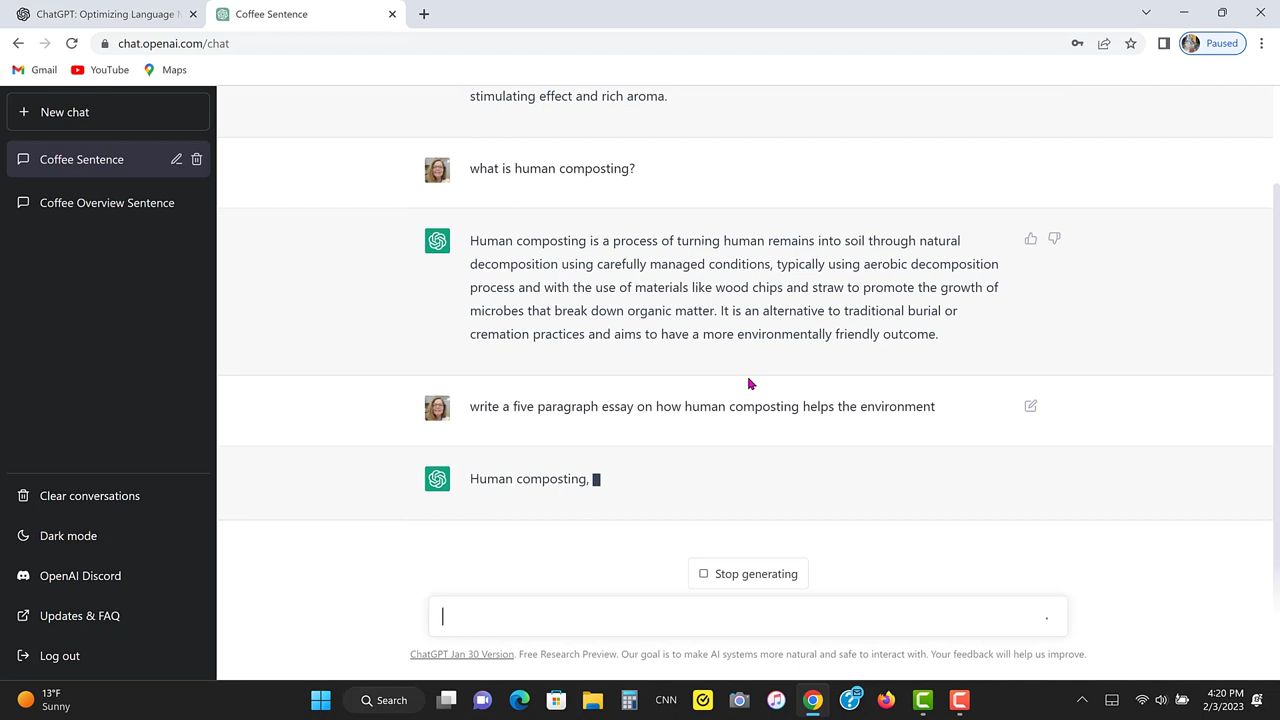 ChatGPT: Optimizing Language
Coffee Sentence
chat.openai.com/chat
Paused
Gmail
YouTube
Maps
New chat
Coffee Sentence
Coffee Overview Sentence
Clear conversations
Dark mode
OpenAI Discord
Updates & FAQ
Log out
stimulating effect and rich aroma.
what is human composting?
Human composting is a process of turning human remains into soil through natural
decomposition using carefully managed conditions, typically using aerobic decomposition
process and with the use of materials like wood chips and straw to promote the growth of
microbes that break down organic matter. It is an alternative to traditional burial or
cremation practices and aims to have a more environmentally friendly outcome.
write a five paragraph essay on how human composting helps the environment
Human composting,
Stop generating
ChatGPT Jan 30 Version. Free Research Preview. Our goal is to make AI systems more natural and safe to interact with. Your feedback will help us improve.
13°F
Sunny
Search
CNN
4:20 PM
2/3/2023